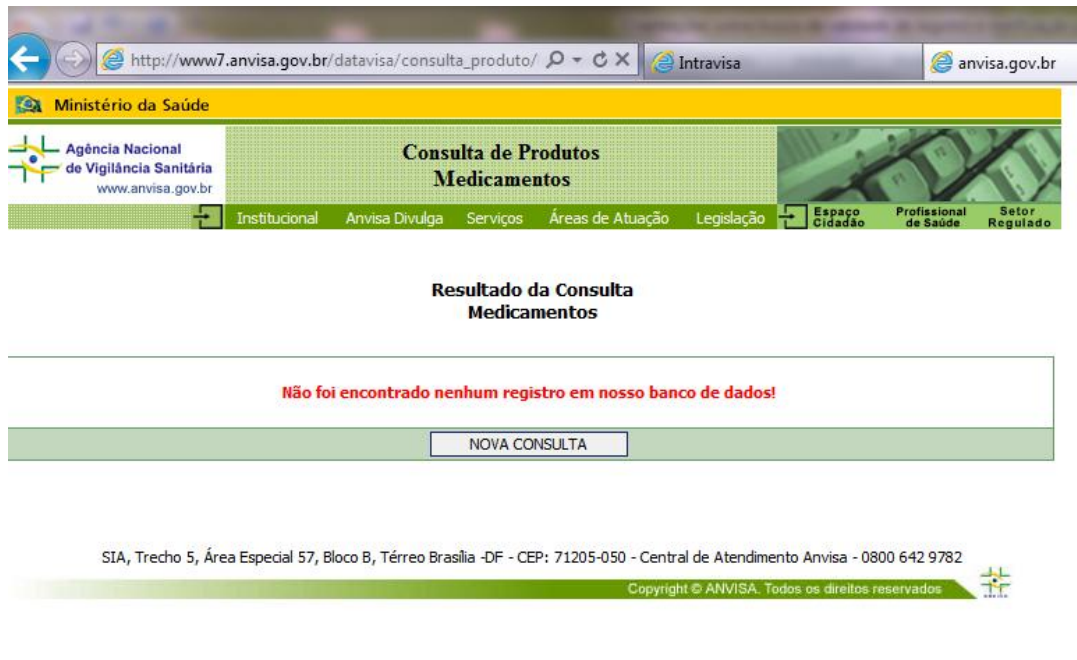 http://www7.anvisa.gov.br/datavisa/consulta_produto/
Intravisa
anvisa.gov.br
Ministério da Saúde
Agência Nacional
de Vigilância Sanitária
www.anvisa.gov.br
Consulta de Produtos
Medicamentos
Institucional Anvisa Divulga Serviços Áreas de Atuação Legislação
Espaço Cidadão
Profissional de Saúde
Setor Regulado
Resultado da Consulta
Medicamentos
Não foi encontrado nenhum registro em nosso banco de dados!
NOVA CONSULTA
SIA, Trecho 5, Área Especial 57, Bloco B, Térreo Brasília -DF - CEP: 71205-050 - Central de Atendimento Anvisa - 0800 642 9782
Copyright © ANVISA. Todos os direitos reservados